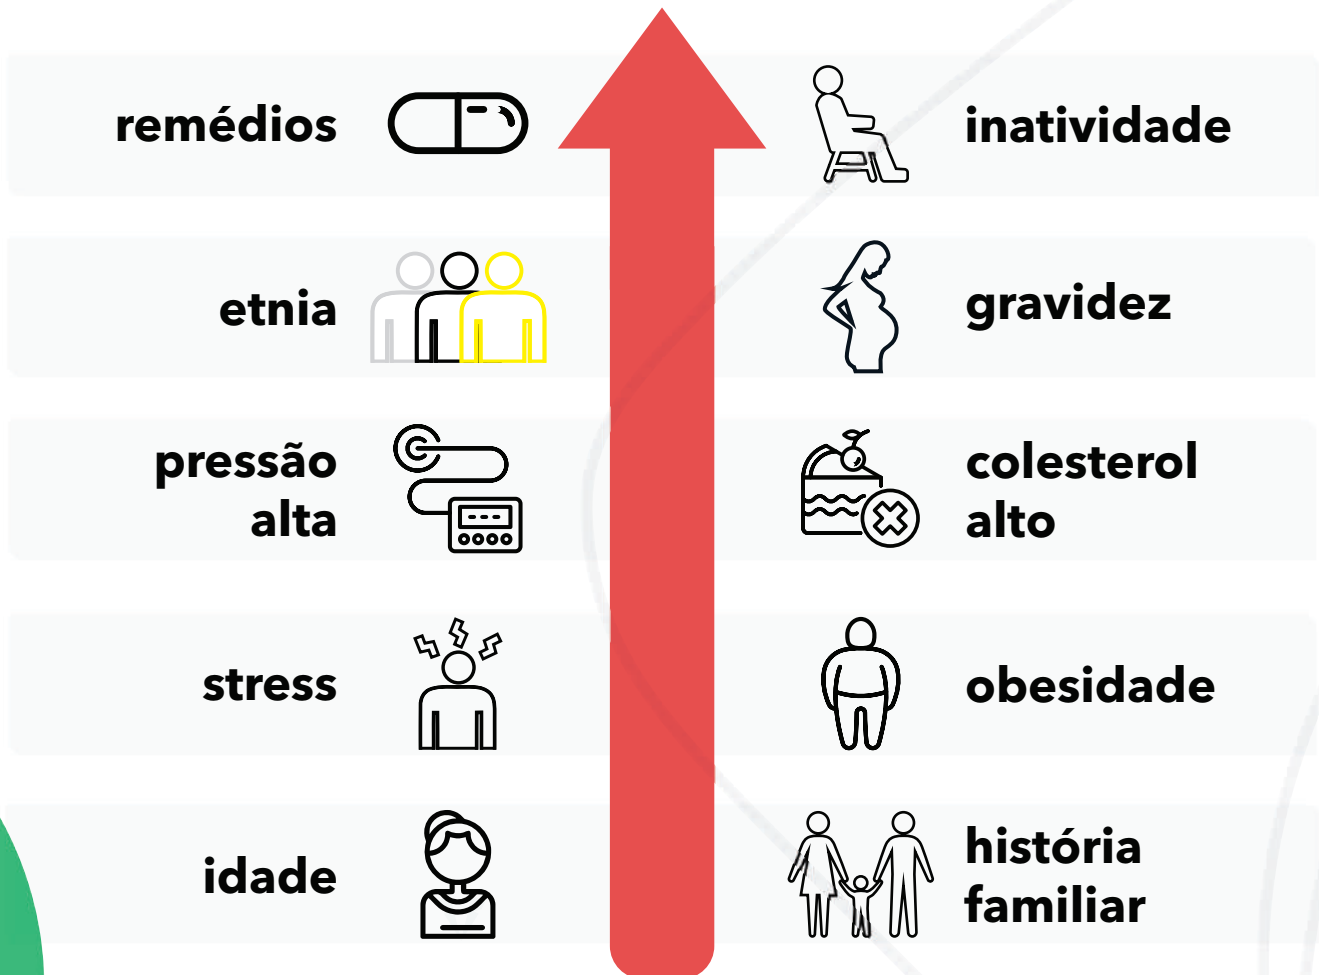 remédios
inatividade
etnia
gravidez
pressão
alta
colesterol
alto
stress
obesidade
idade
história
familiar